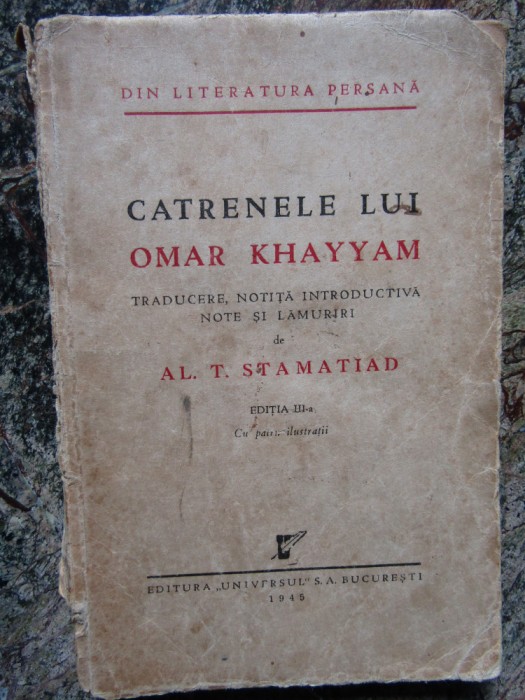 DIN LITERATURA PERSANĂ
CATRENELE LUI
OMAR KHAYYAM
TRADUCERE, NOTIȚĂ INTRODUCTIVĂ
NOTE ȘI LĂMURIRI
de
AL. T. STAMATIAD
EDIȚIA III-a
Cu ilustrații
EDITURA „UNIVERSUL” S. A. BUCUREȘTI
1945